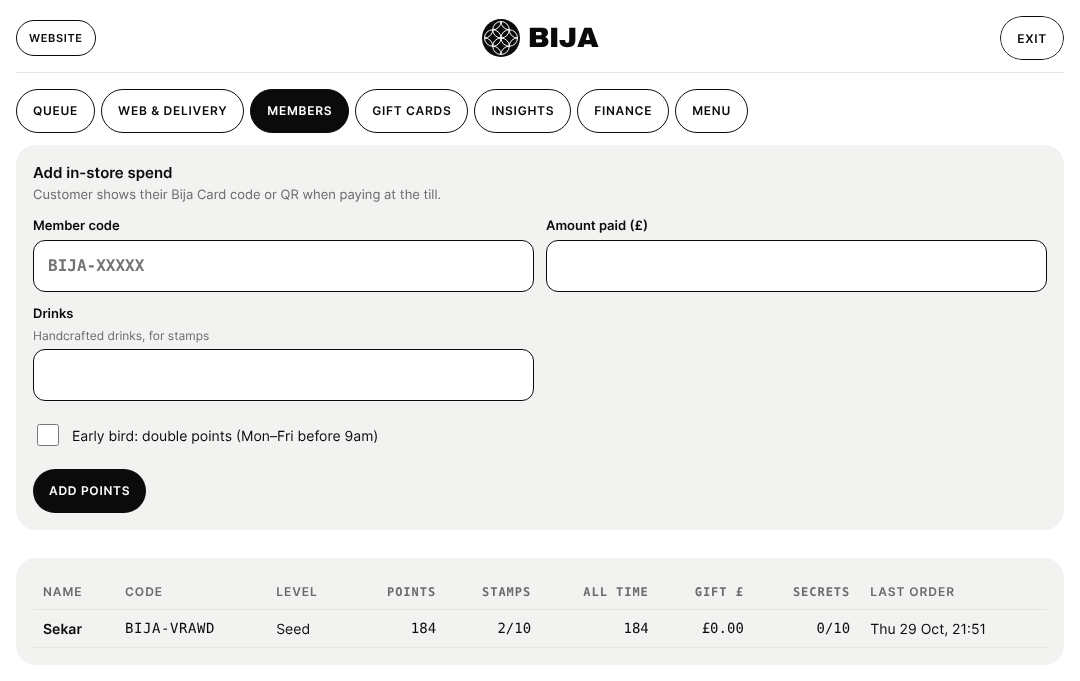 WEBSITE
BIJA
EXIT
QUEUE
WEB & DELIVERY
MEMBERS
GIFT CARDS
INSIGHTS
FINANCE
MENU
Add in-store spend
Customer shows their Bija Card code or QR when paying at the till.
Member code
Amount paid (£)
BIJA-XXXXX
Drinks
Handcrafted drinks, for stamps
Early bird: double points (Mon–Fri before 9am)
ADD POINTS
NAME CODE LEVEL POINTS STAMPS ALL TIME GIFT £ SECRETS LAST ORDER
Sekar BIJA-VRAWD Seed 184 2/10 184 £0.00 0/10 Thu 29 Oct, 21:51